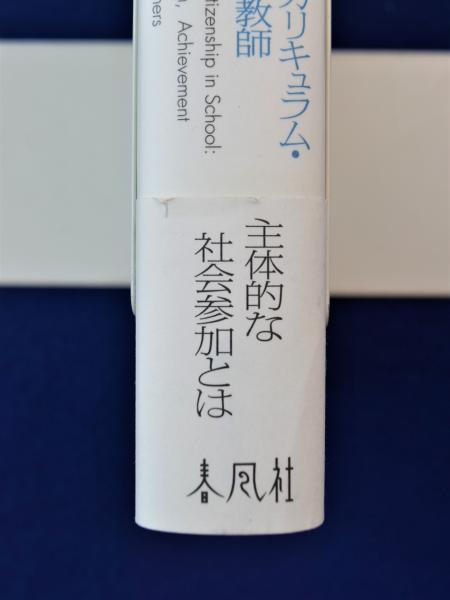 カリキュラム・
教師
tizenship in School:
, Achievement
hers
主体的な
社会参加とは
春風社